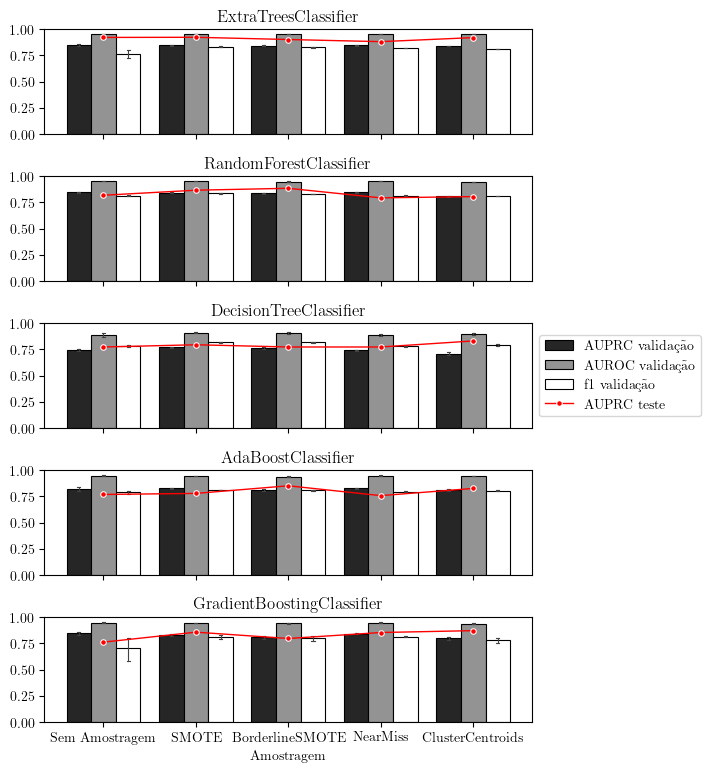 ExtraTreesClassifier
1.00
0.75
0.50
0.25
0.00
RandomForestClassifier
1.00
0.75
0.50
0.25
0.00
DecisionTreeClassifier
1.00
0.75
0.50
0.25
0.00
AUPRC validação
AUROC validação
f1 validação
AUPRC teste
AdaBoostClassifier
1.00
0.75
0.50
0.25
0.00
GradientBoostingClassifier
1.00
0.75
0.50
0.25
0.00
Sem Amostragem SMOTE BorderlineSMOTE NearMiss ClusterCentroids
Amostragem